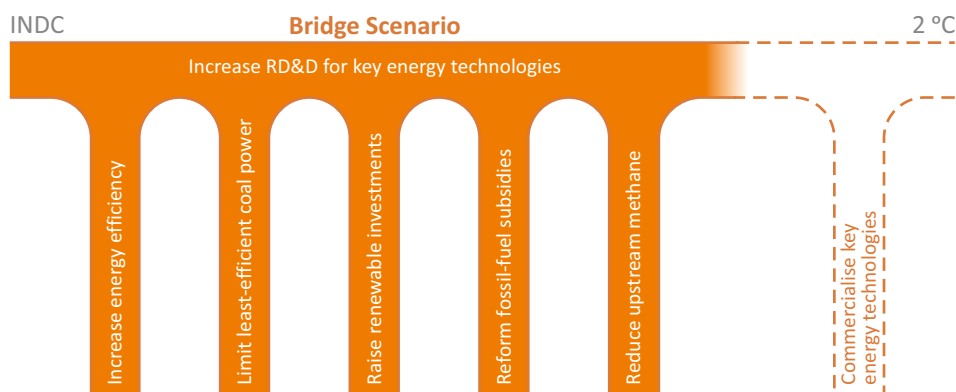 INDC
Bridge Scenario
2 °C
Increase RD&D for key energy technologies
Increase energy efficiency
Limit least-efficient coal power
Raise renewable investments
Reform fossil-fuel subsidies
Reduce upstream methane
Commercialise key
energy technologies